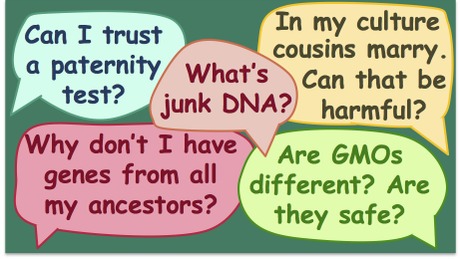 Can I trust
a paternity
test?
What's
junk DNA?
In my culture
cousins marry.
Can that be
harmful?
Why don't I have
genes from all
my ancestors?
Are GMOs
different? Are
they safe?